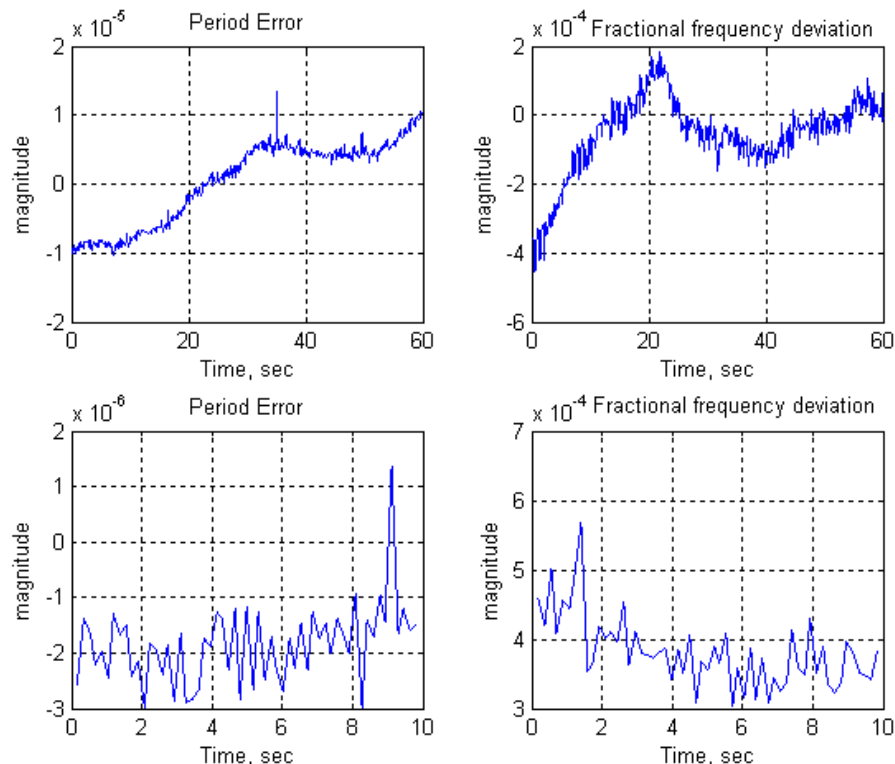 x 10^-5 Period Error
2
1
0
-1
-2
magnitude
0 20 40 60
Time, sec
x 10^-4 Fractional frequency deviation
2
0
-2
-4
-6
magnitude
0 20 40 60
Time, sec
x 10^-6 Period Error
2
1
0
-1
-2
-3
magnitude
0 2 4 6 8 10
Time, sec
x 10^-4 Fractional frequency deviation
7
6
5
4
3
magnitude
0 2 4 6 8 10
Time, sec